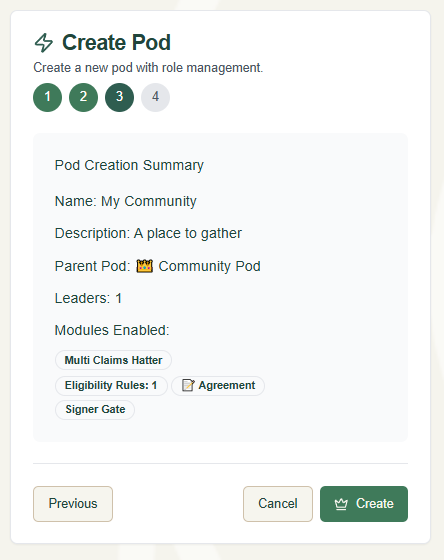 Create Pod
Create a new pod with role management.
1 2 3 4
Pod Creation Summary
Name: My Community
Description: A place to gather
Parent Pod: 👑 Community Pod
Leaders: 1
Modules Enabled:
Multi Claims Hatter
Eligibility Rules: 1 📝 Agreement
Signer Gate
Previous Cancel Create